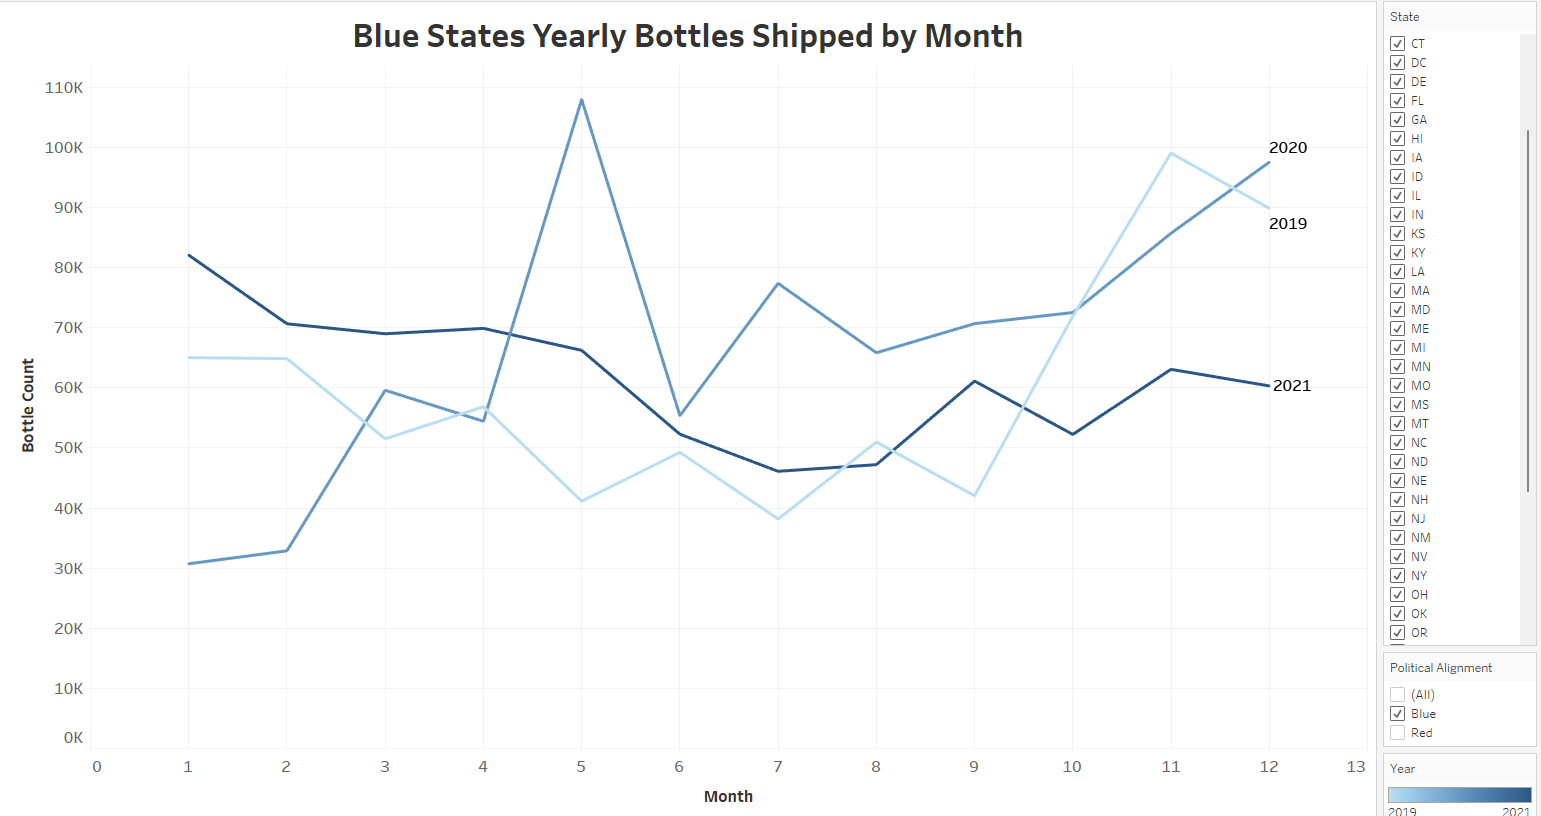 Blue States Yearly Bottles Shipped by Month
110K
100K
90K
80K
70K
60K
50K
40K
30K
20K
10K
0K
Bottle Count
0 1 2 3 4 5 6 7 8 9 10 11 12 13
Month
2020
2019
2021
State
CT
DC
DE
FL
GA
HI
IA
ID
IL
IN
KS
KY
LA
MA
MD
ME
MI
MN
MO
MS
MT
NC
ND
NE
NH
NJ
NM
NV
NY
OH
OK
OR
Political Alignment
(All)
Blue
Red
Year
2019 2021